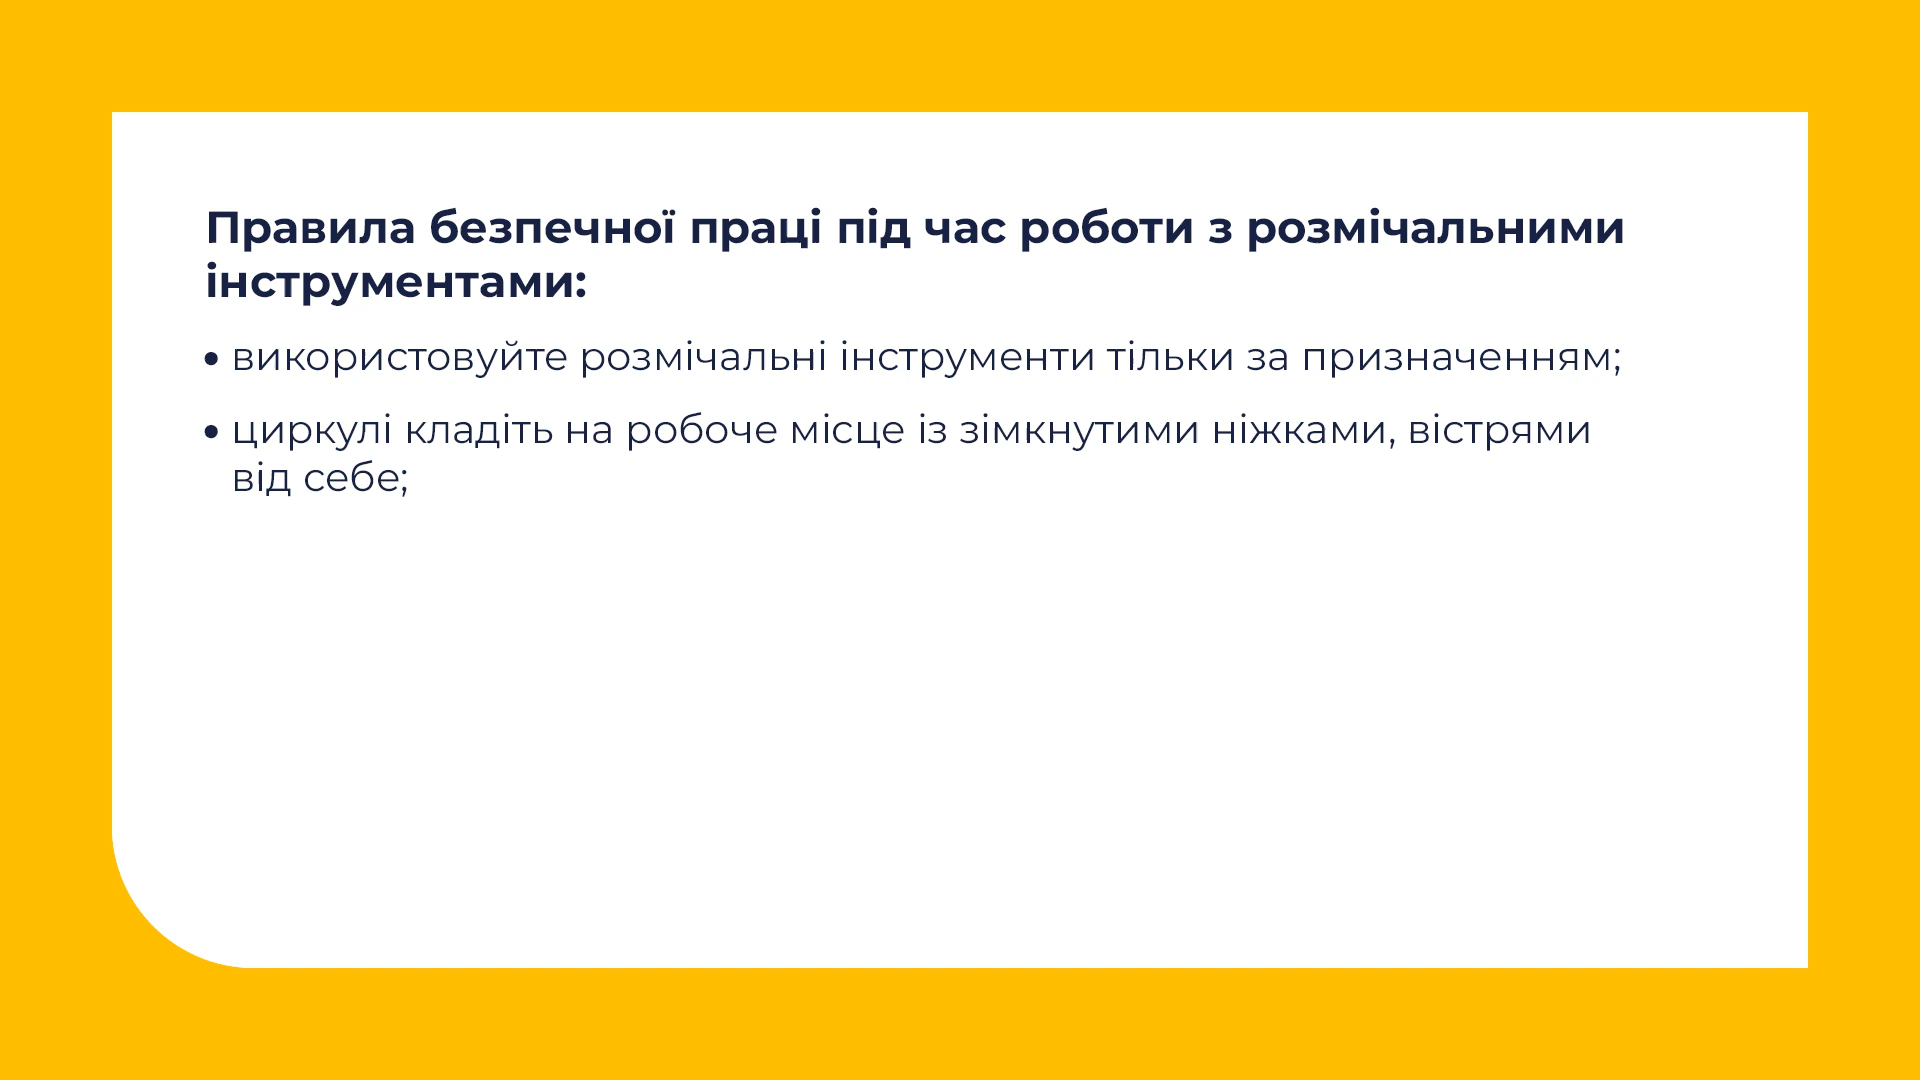 Правила безпечної праці під час роботи з розмічальними
інструментами:
• використовуйте розмічальні інструменти тільки за призначенням;
• циркулі кладіть на робоче місце із зімкнутими ніжками, вістрями
від себе;